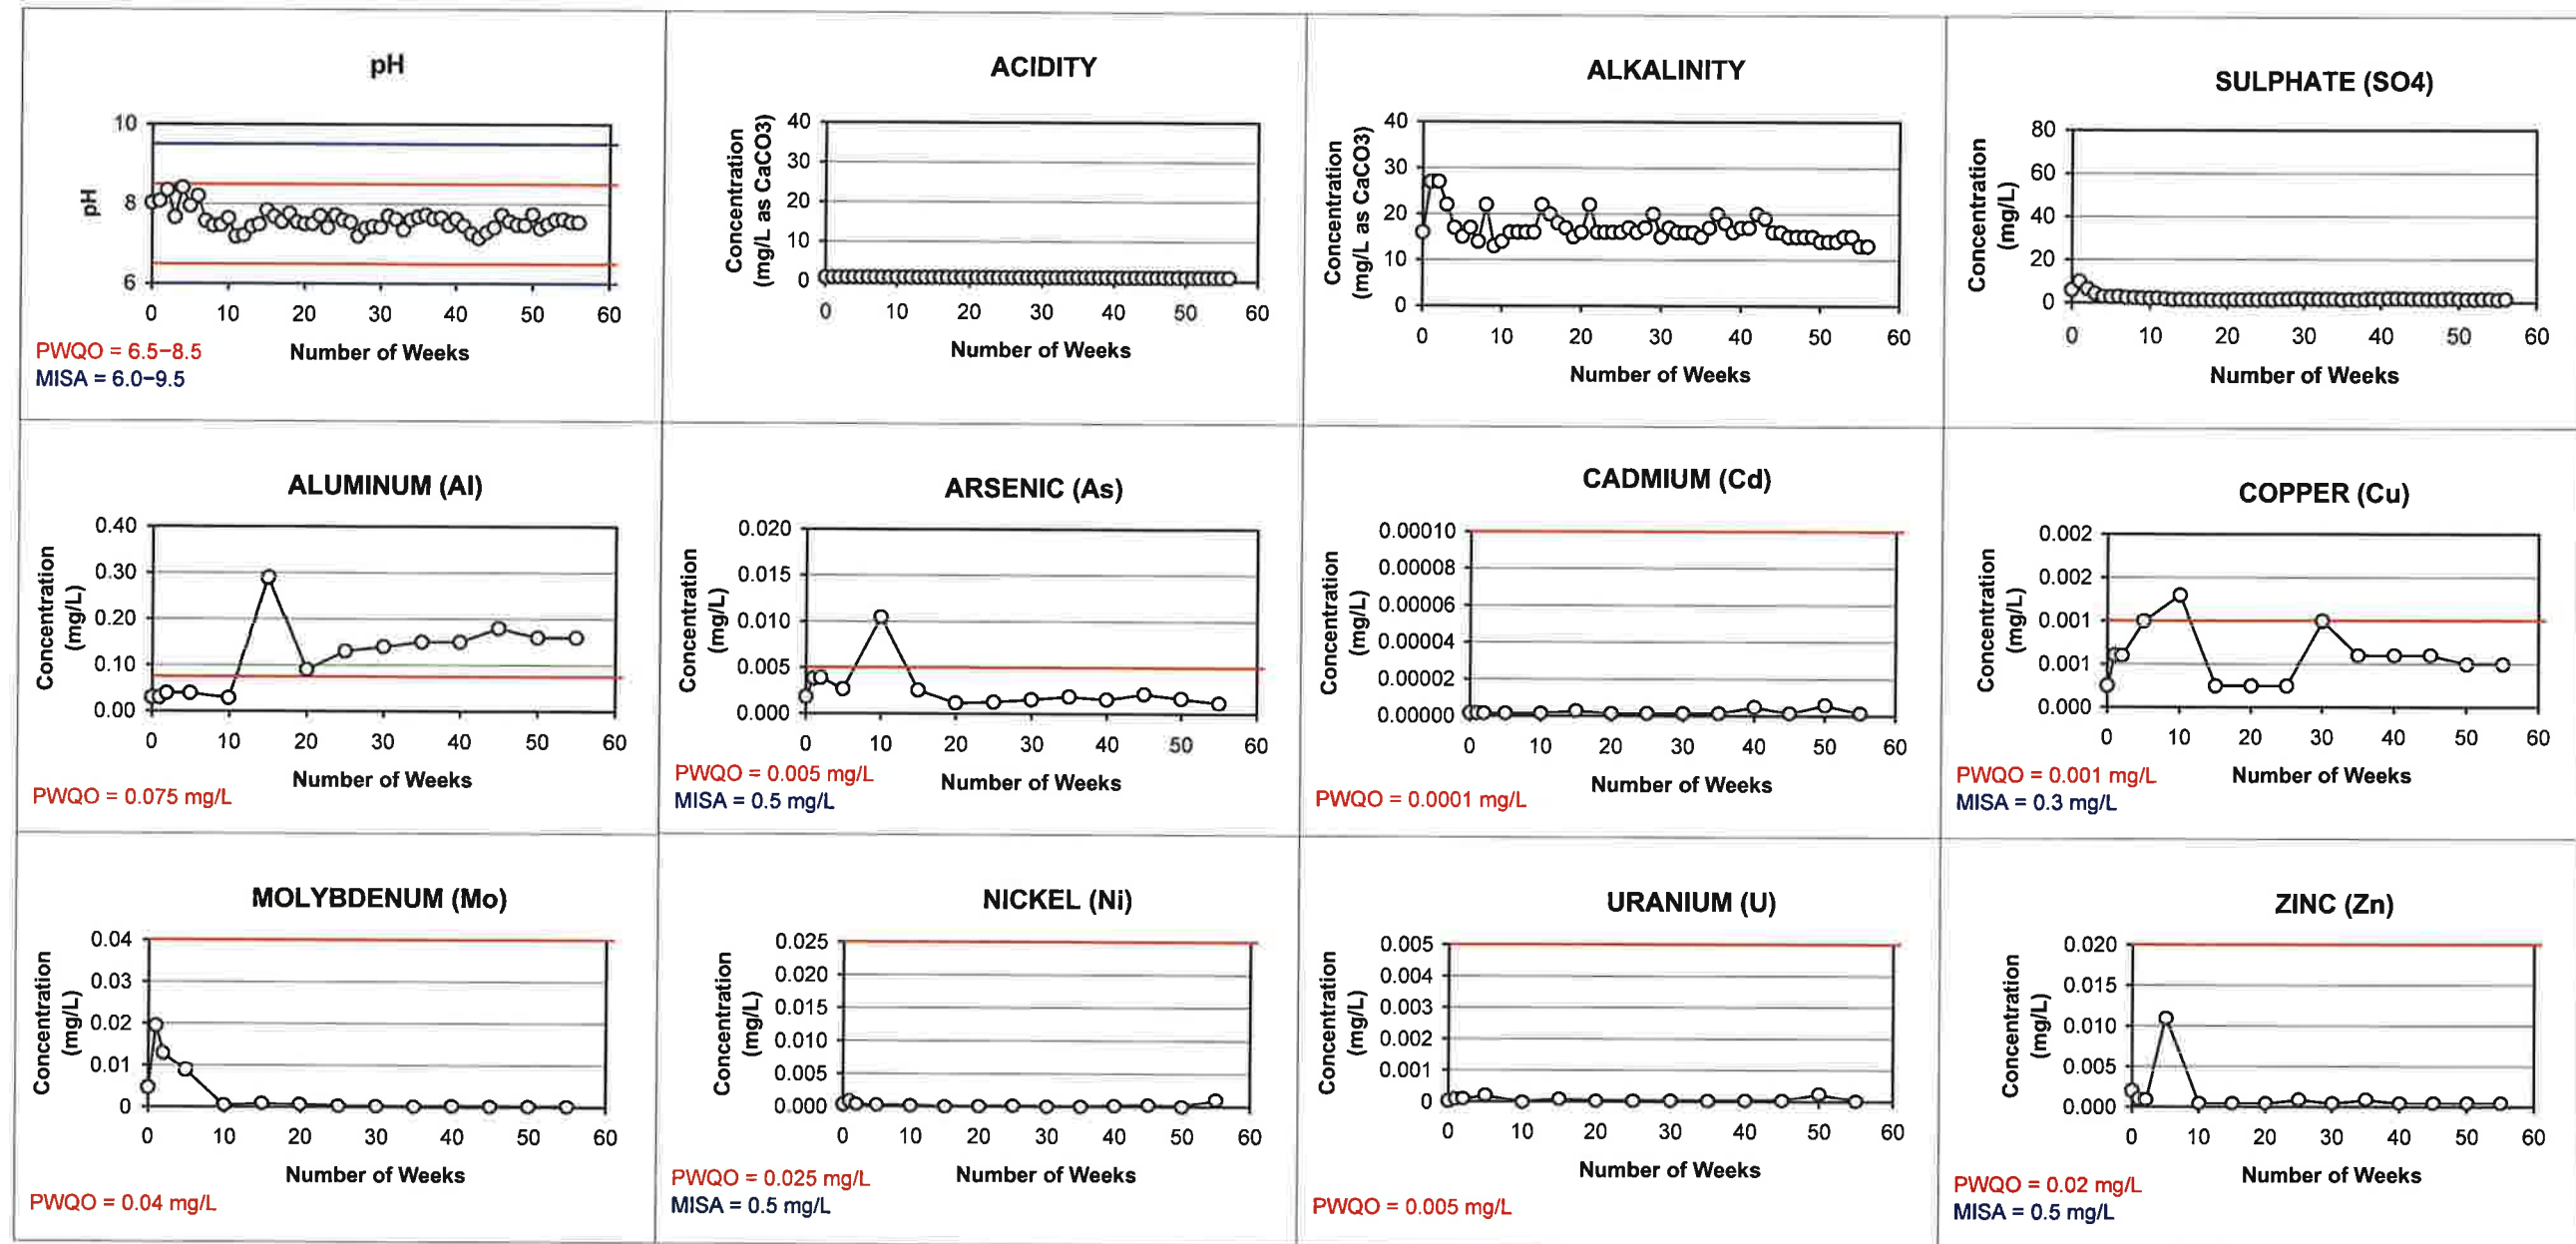 pH
10
8
6
pH
0 10 20 30 40 50 60
Number of Weeks
PWQO = 6.5–8.5
MISA = 6.0–9.5
ACIDITY
Concentration
(mg/L as CaCO3)
40
30
20
10
0
0 10 20 30 40 50 60
Number of Weeks
ALKALINITY
Concentration
(mg/L as CaCO3)
40
30
20
10
0
0 10 20 30 40 50 60
Number of Weeks
SULPHATE (SO4)
Concentration
(mg/L)
80
60
40
20
0
0 10 20 30 40 50 60
Number of Weeks
ALUMINUM (Al)
Concentration
(mg/L)
0.40
0.30
0.20
0.10
0.00
0 10 20 30 40 50 60
Number of Weeks
PWQO = 0.075 mg/L
ARSENIC (As)
Concentration
(mg/L)
0.020
0.015
0.010
0.005
0.000
0 10 20 30 40 50 60
Number of Weeks
PWQO = 0.005 mg/L
MISA = 0.5 mg/L
CADMIUM (Cd)
Concentration
(mg/L)
0.00010
0.00008
0.00006
0.00004
0.00002
0.00000
0 10 20 30 40 50 60
Number of Weeks
PWQO = 0.0001 mg/L
COPPER (Cu)
Concentration
(mg/L)
0.002
0.002
0.001
0.001
0.000
0 10 20 30 40 50 60
Number of Weeks
PWQO = 0.001 mg/L
MISA = 0.3 mg/L
MOLYBDENUM (Mo)
Concentration
(mg/L)
0.04
0.03
0.02
0.01
0
0 10 20 30 40 50 60
Number of Weeks
PWQO = 0.04 mg/L
NICKEL (Ni)
Concentration
(mg/L)
0.025
0.020
0.015
0.010
0.005
0.000
0 10 20 30 40 50 60
Number of Weeks
PWQO = 0.025 mg/L
MISA = 0.5 mg/L
URANIUM (U)
Concentration
(mg/L)
0.005
0.004
0.003
0.002
0.001
0
0 10 20 30 40 50 60
Number of Weeks
PWQO = 0.005 mg/L
ZINC (Zn)
Concentration
(mg/L)
0.020
0.015
0.010
0.005
0.000
0 10 20 30 40 50 60
Number of Weeks
PWQO = 0.02 mg/L
MISA = 0.5 mg/L